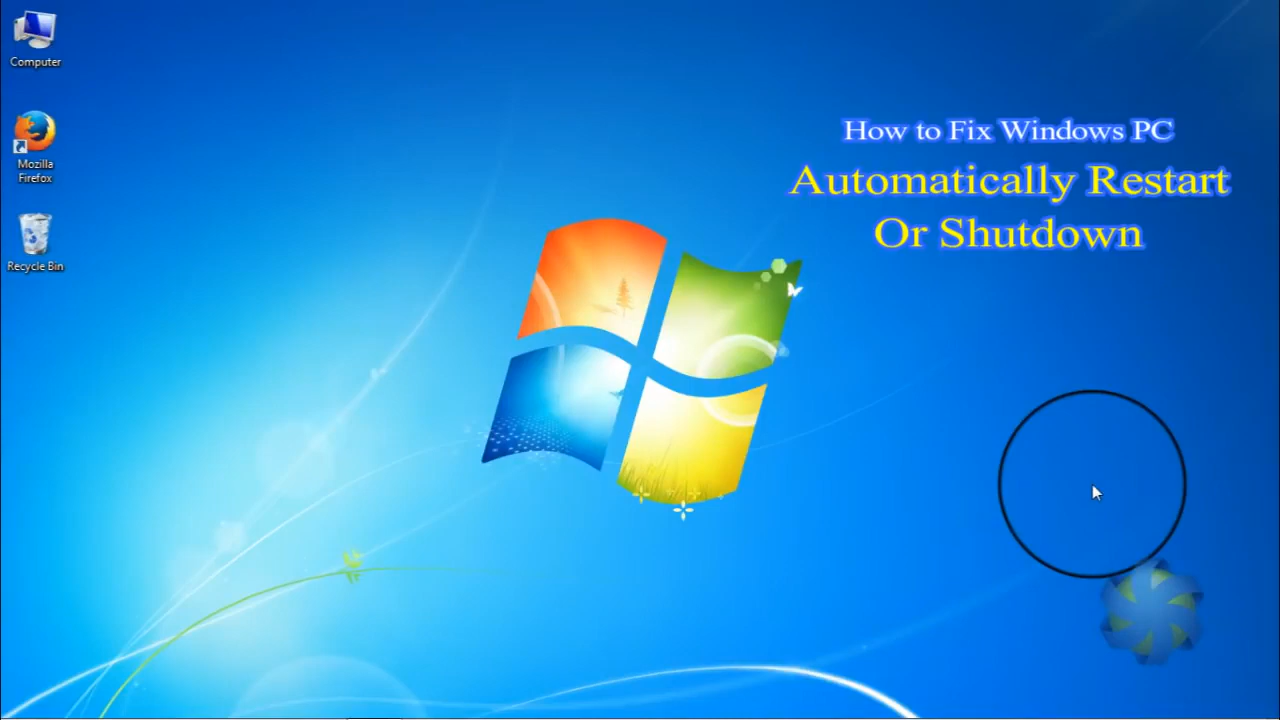 Computer
Mozilla
Firefox
Recycle Bin
How to Fix Windows PC
Automatically Restart
Or Shutdown